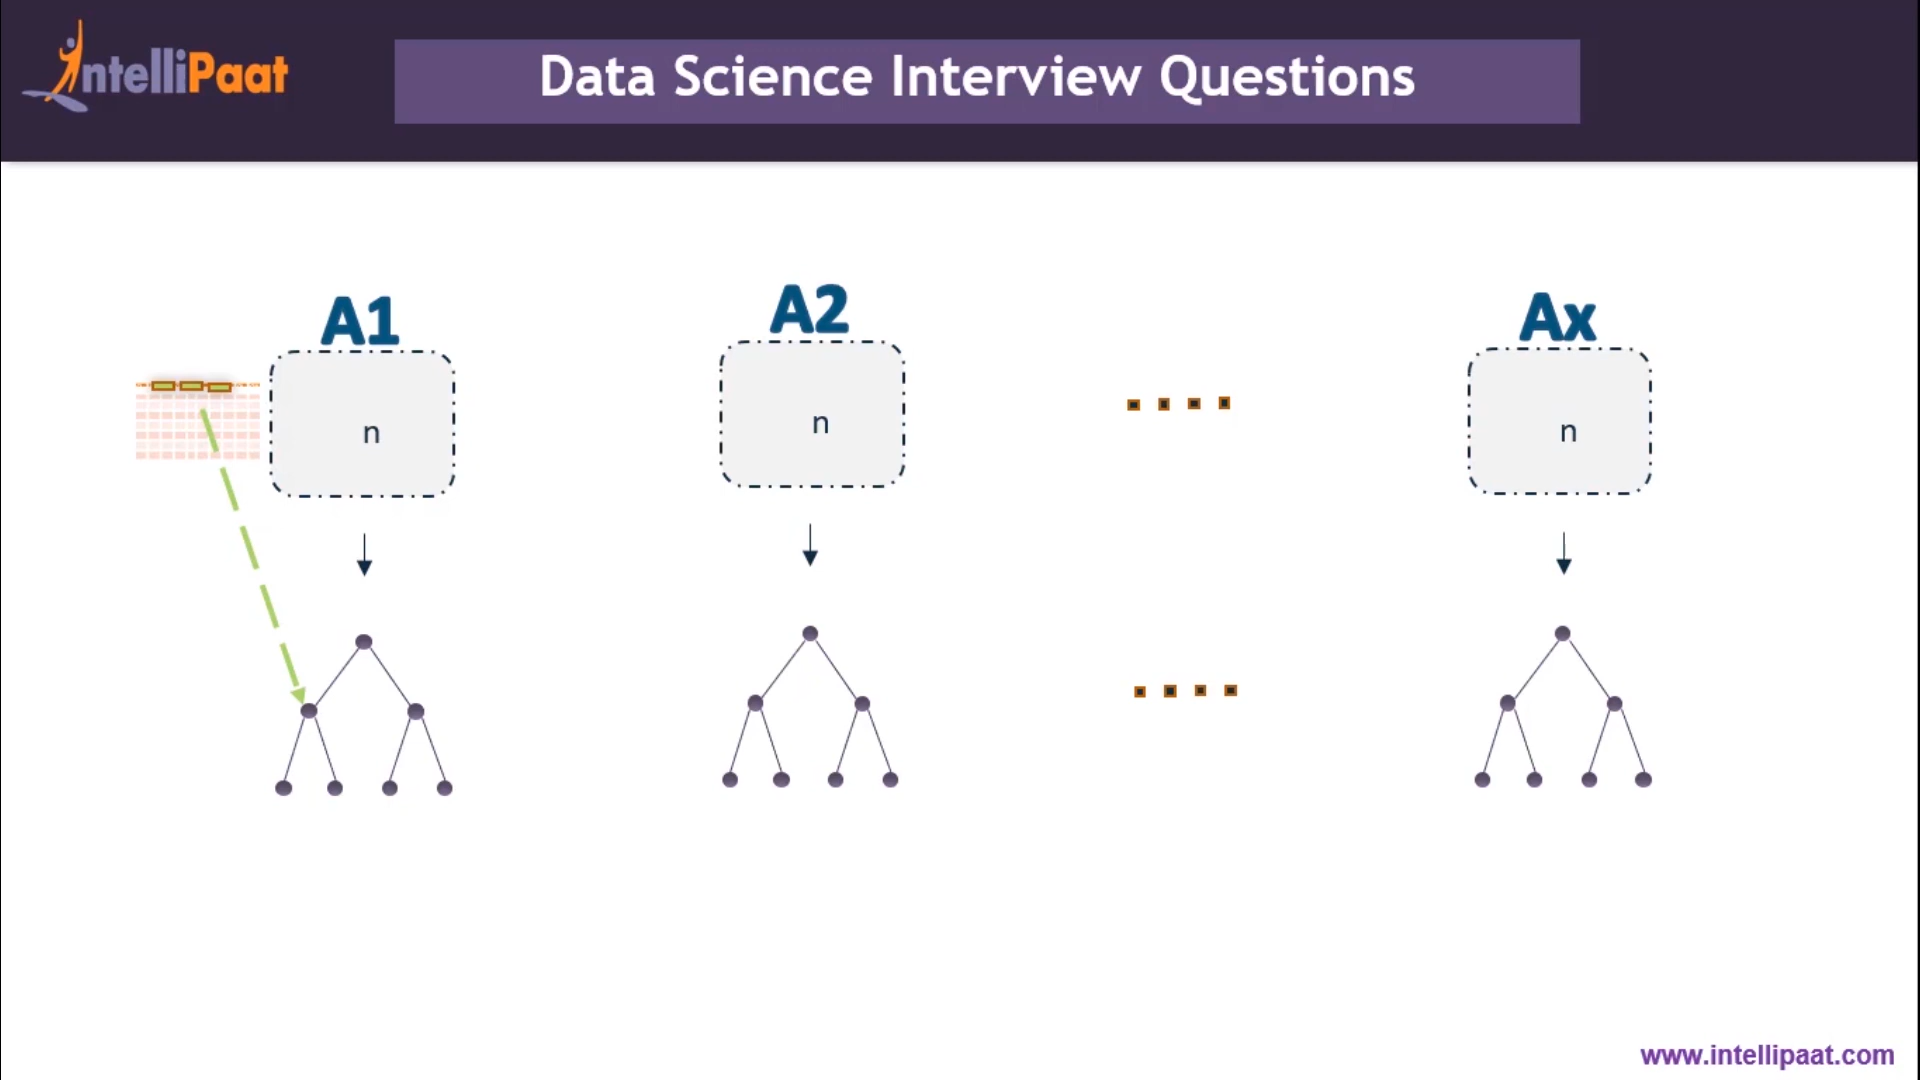 IntelliPaat
Data Science Interview Questions
A1
A2
Ax
n
n
n
www.intellipaat.com